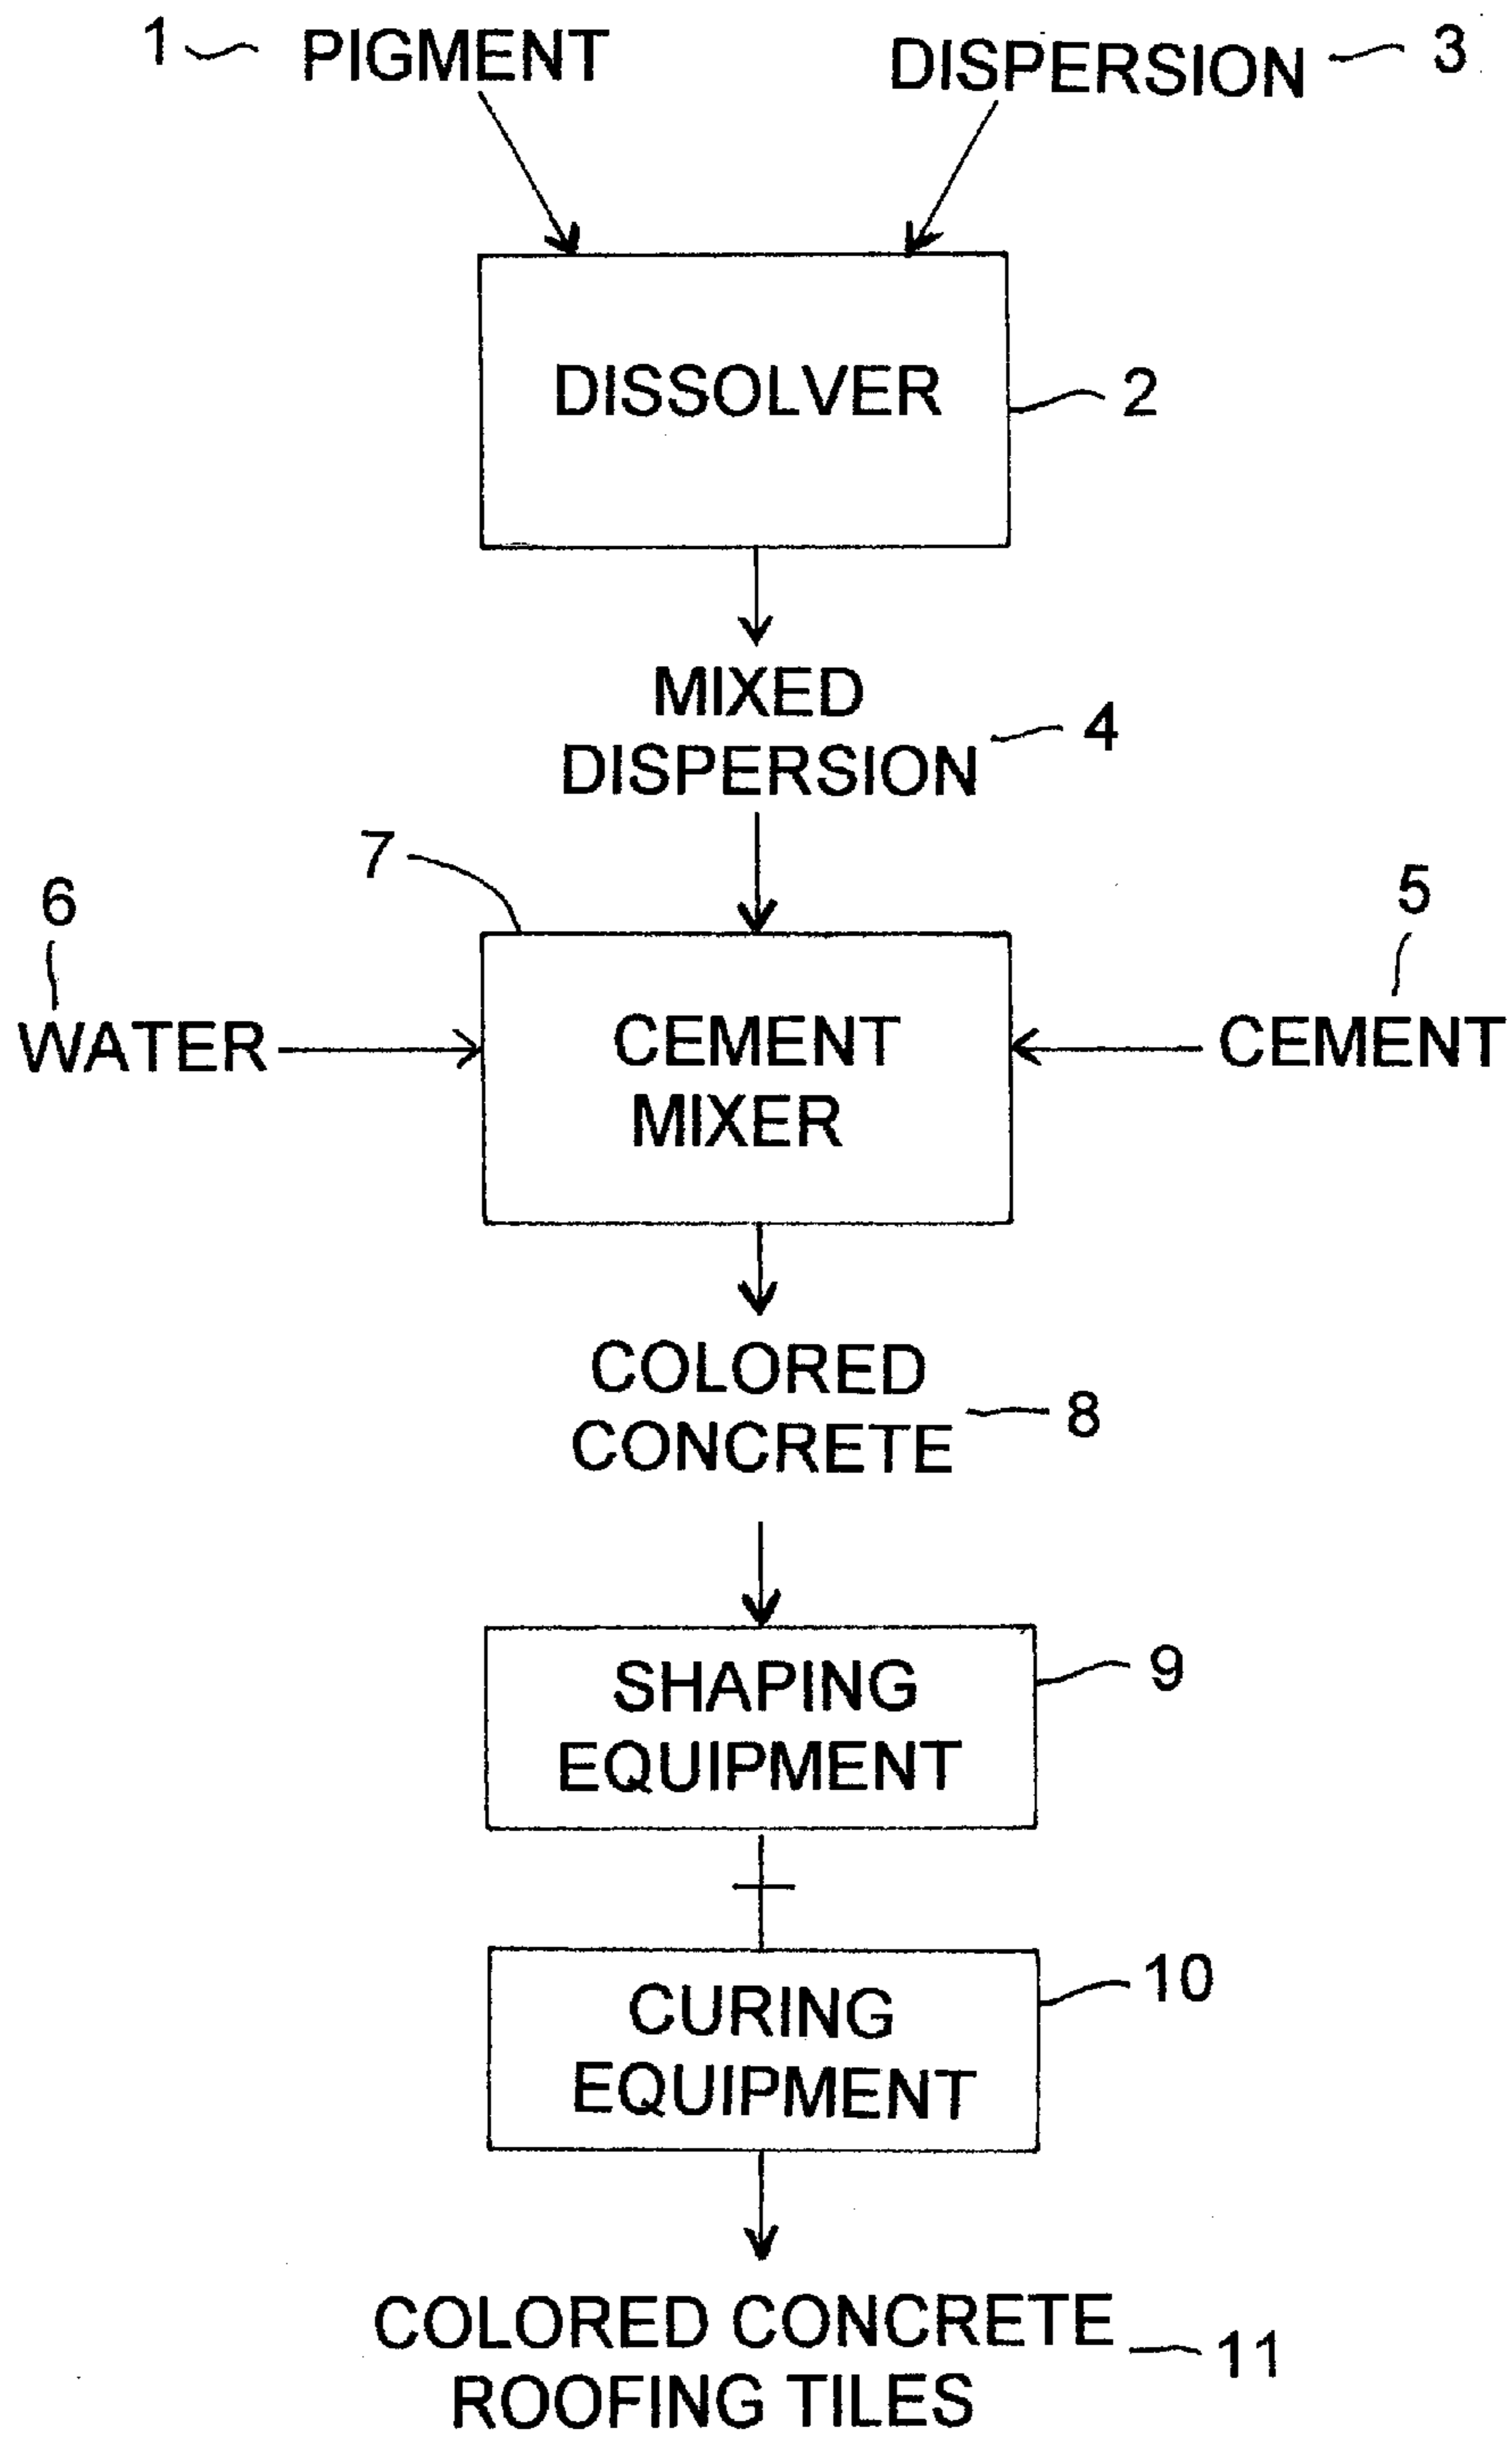 1 PIGMENT
DISPERSION 3
DISSOLVER
2
MIXED
DISPERSION
4
7
6
5
WATER
CEMENT
MIXER
CEMENT
COLORED
CONCRETE
8
SHAPING
EQUIPMENT
9
CURING
EQUIPMENT
10
COLORED CONCRETE
ROOFING TILES
11